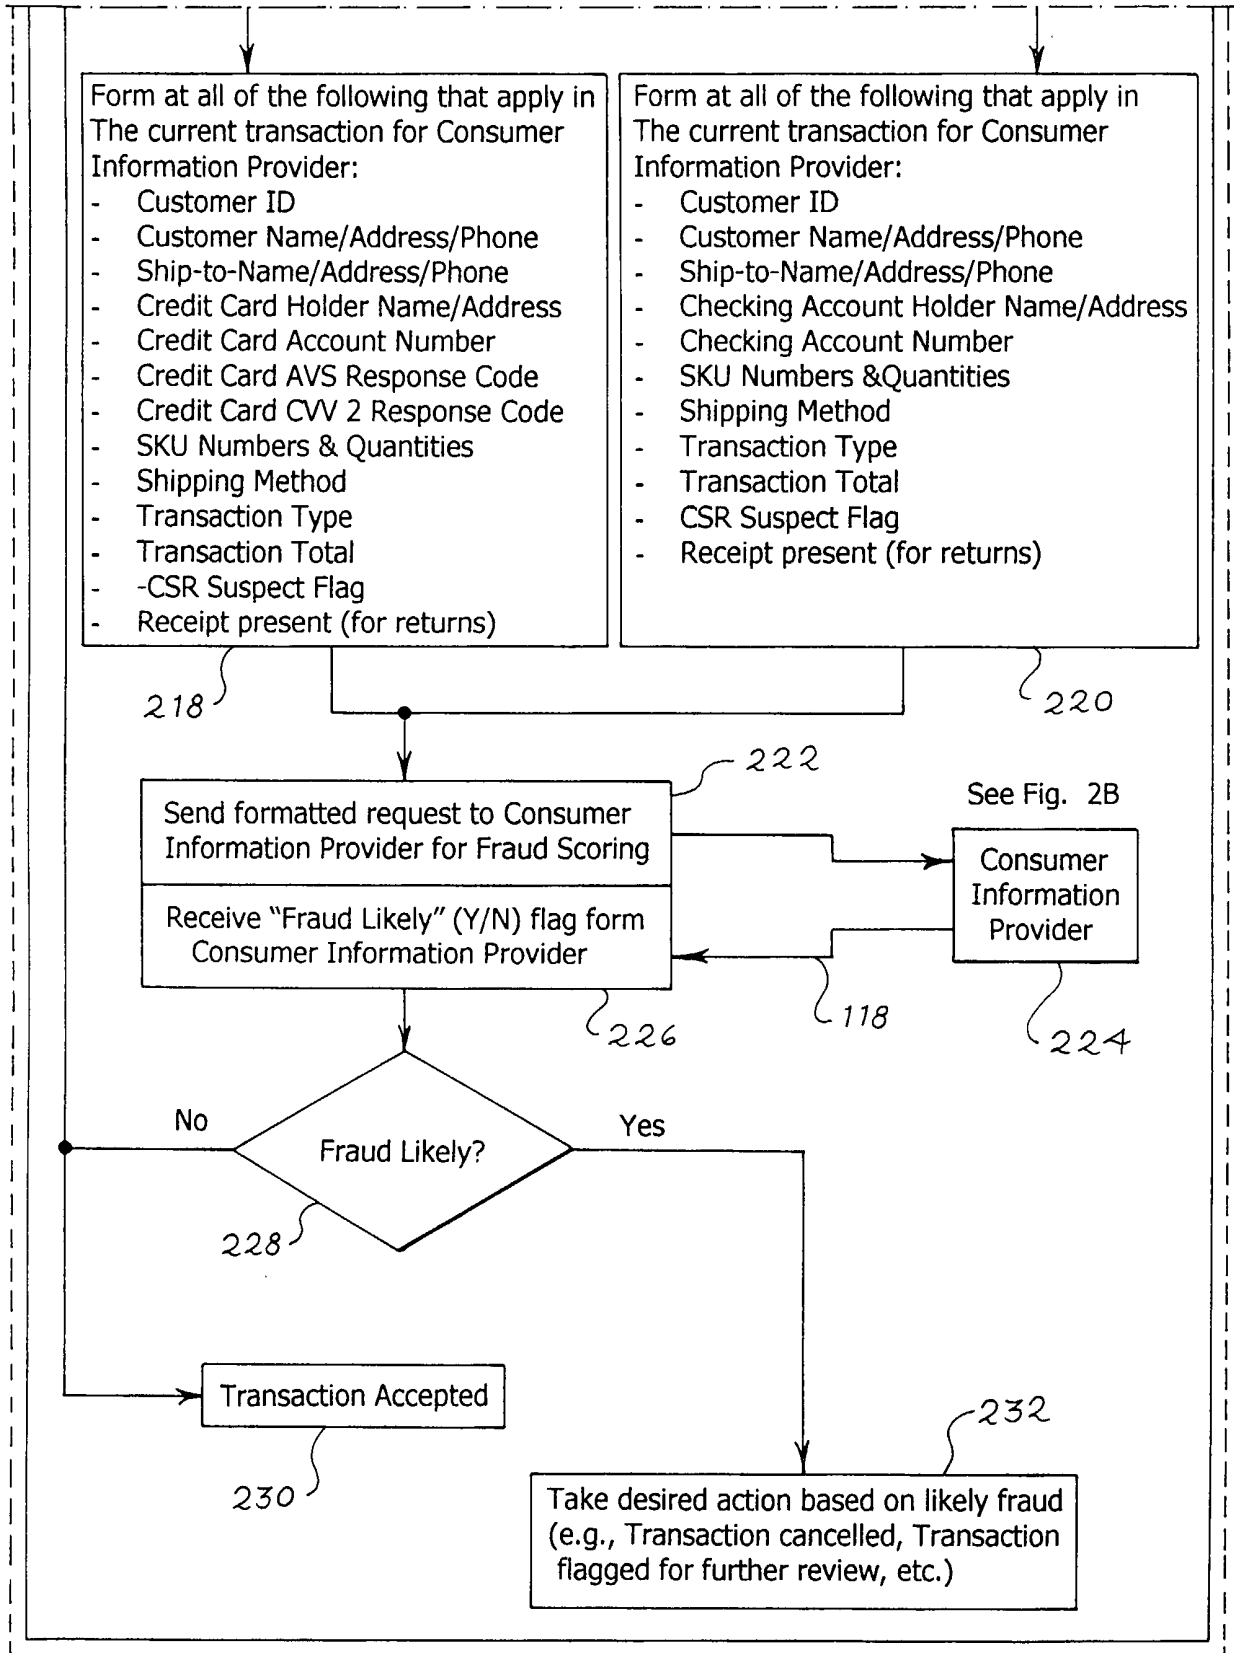 Form at all of the following that apply in
The current transaction for Consumer
Information Provider:
- Customer ID
- Customer Name/Address/Phone
- Ship-to-Name/Address/Phone
- Credit Card Holder Name/Address
- Credit Card Account Number
- Credit Card AVS Response Code
- Credit Card CVV 2 Response Code
- SKU Numbers & Quantities
- Shipping Method
- Transaction Type
- Transaction Total
- -CSR Suspect Flag
- Receipt present (for returns)
218
Form at all of the following that apply in
The current transaction for Consumer
Information Provider:
- Customer ID
- Customer Name/Address/Phone
- Ship-to-Name/Address/Phone
- Checking Account Holder Name/Address
- Checking Account Number
- SKU Numbers &Quantities
- Shipping Method
- Transaction Type
- Transaction Total
- CSR Suspect Flag
- Receipt present (for returns)
220
222
Send formatted request to Consumer
Information Provider for Fraud Scoring
See Fig. 2B
Consumer
Information
Provider
Receive "Fraud Likely" (Y/N) flag form
Consumer Information Provider
118
226
224
No
Yes
Fraud Likely?
228
Transaction Accepted
230
232
Take desired action based on likely fraud
(e.g., Transaction cancelled, Transaction
flagged for further review, etc.)